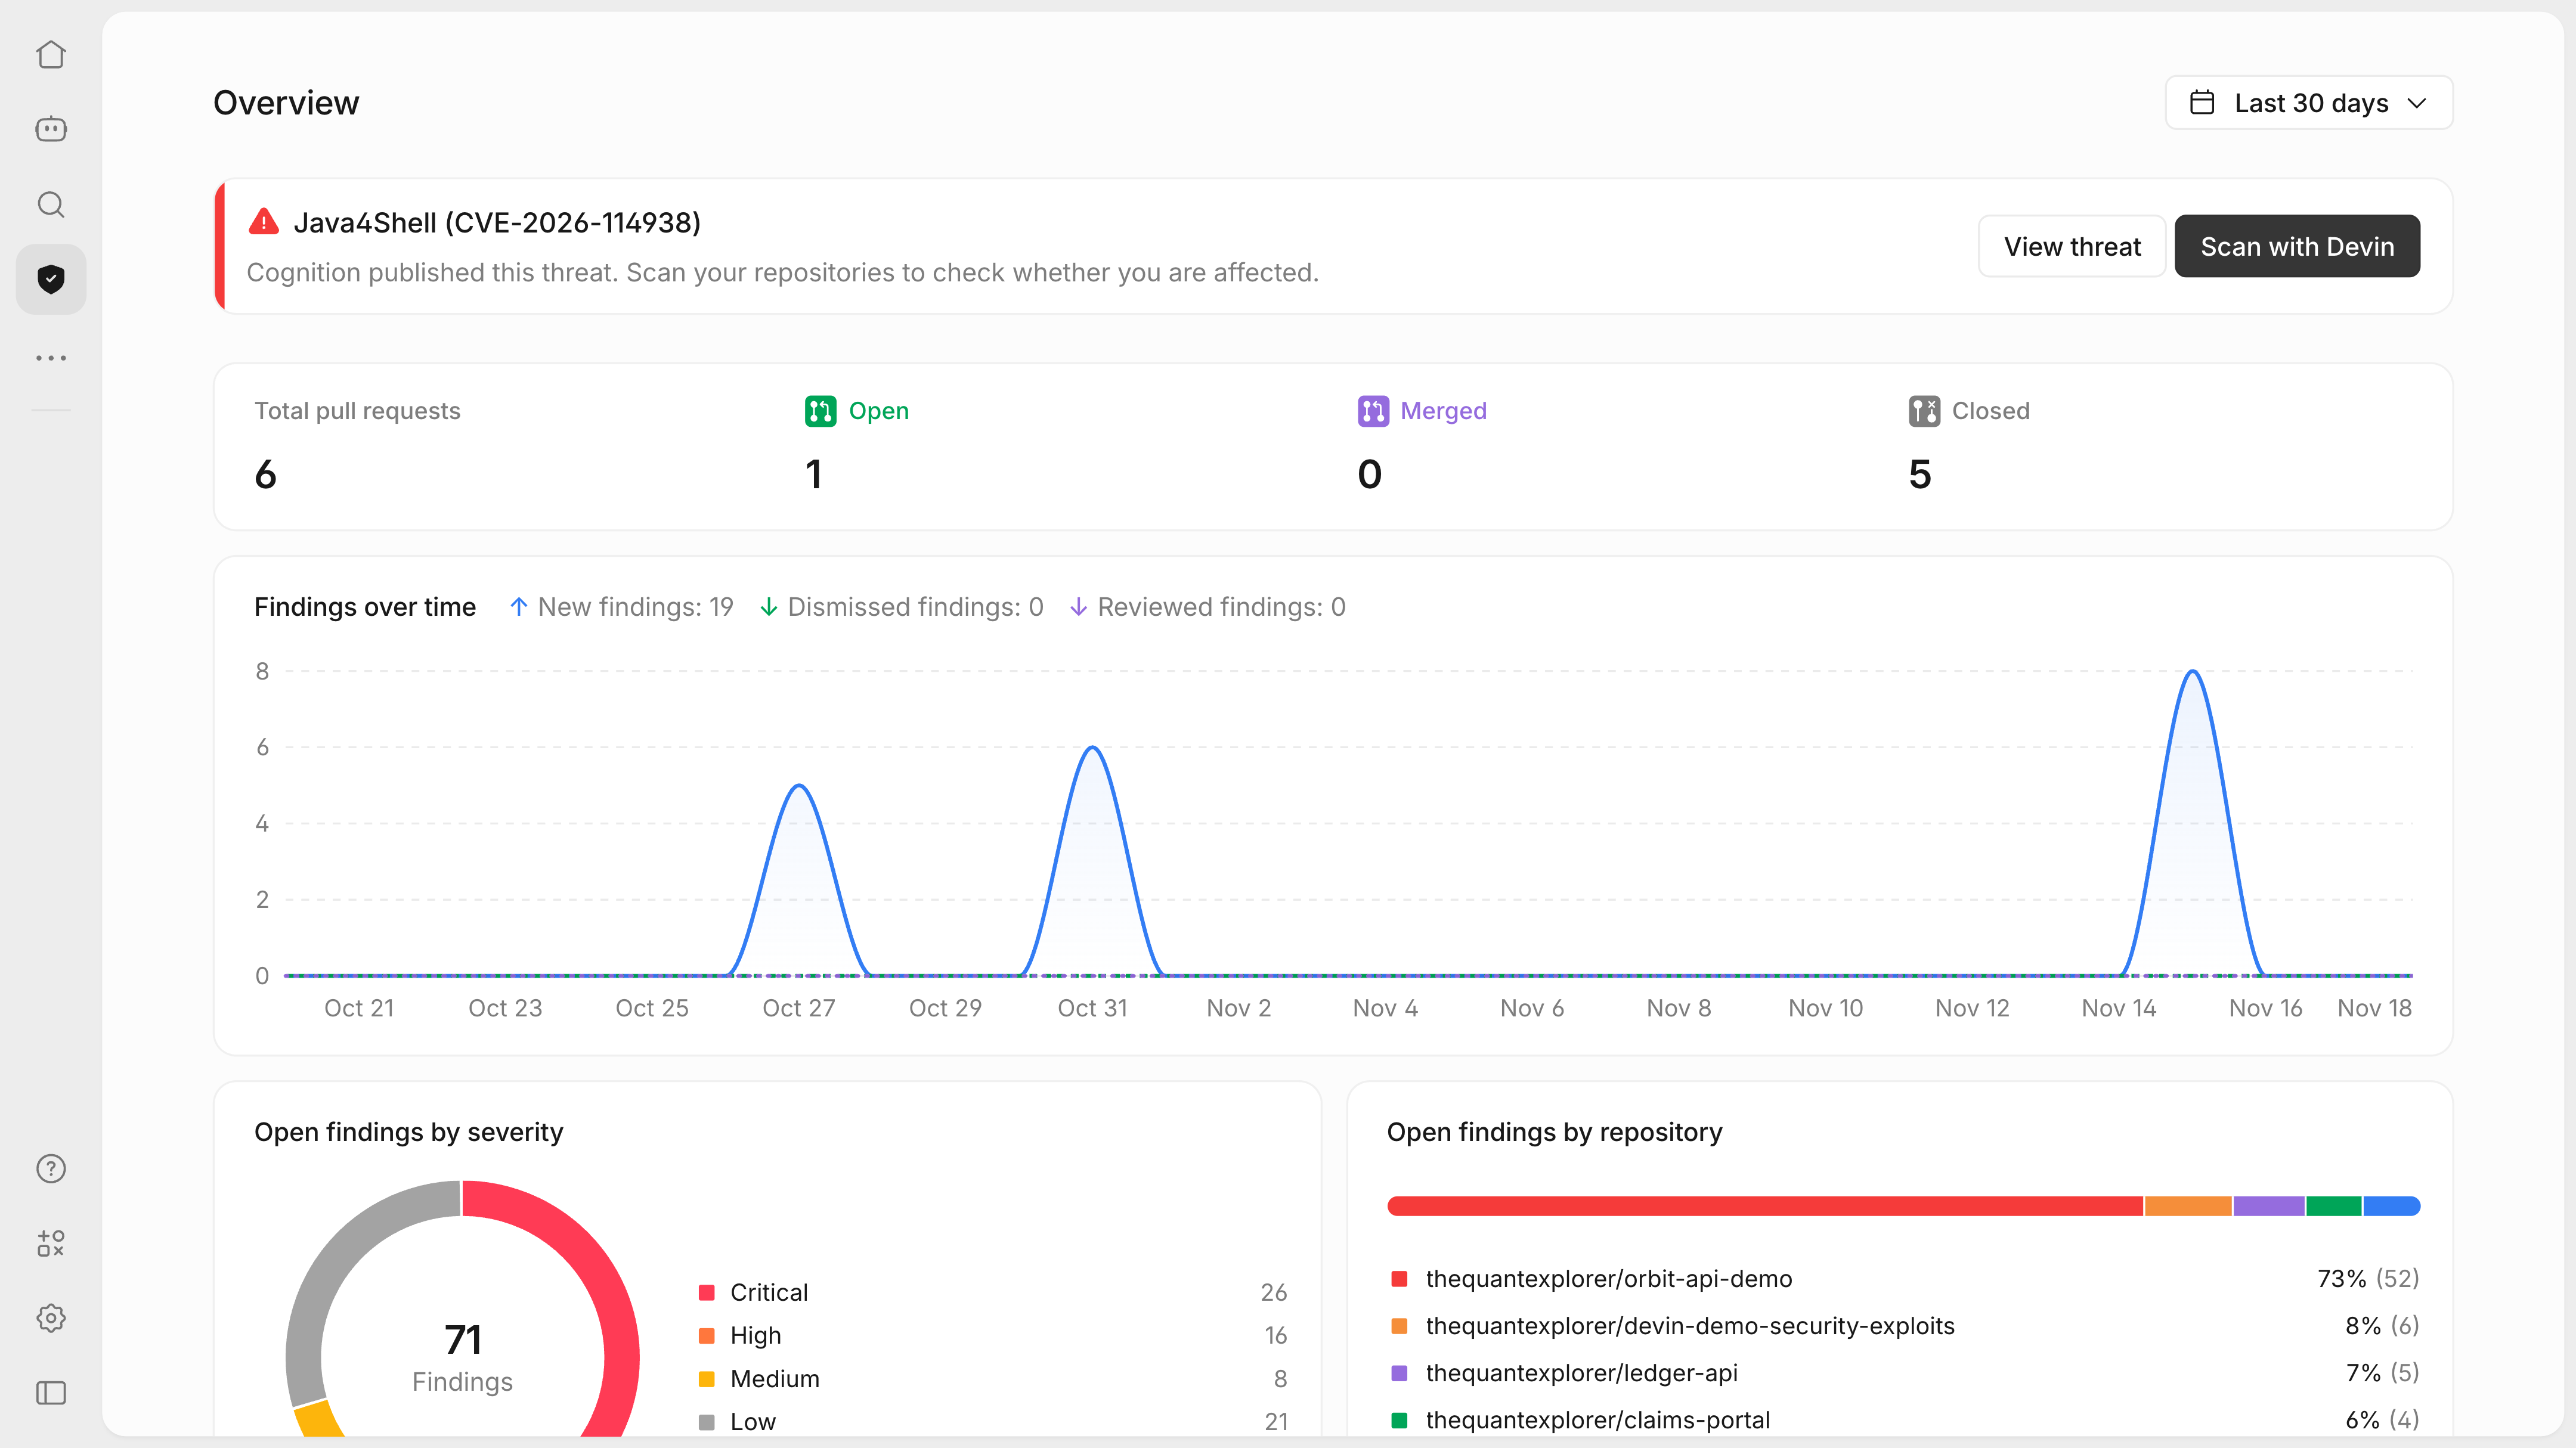 Overview
Last 30 days
Java4Shell (CVE-2026-114938)
Cognition published this threat. Scan your repositories to check whether you are affected.
View threat
Scan with Devin
Total pull requests
Open
Merged
Closed
6
1
0
5
Findings over time
New findings: 19
Dismissed findings: 0
Reviewed findings: 0
8
6
4
2
0
Oct 21
Oct 23
Oct 25
Oct 27
Oct 29
Oct 31
Nov 2
Nov 4
Nov 6
Nov 8
Nov 10
Nov 12
Nov 14
Nov 16
Nov 18
Open findings by severity
71
Findings
Critical 26
High 16
Medium 8
Low 21
Open findings by repository
thequantexplorer/orbit-api-demo 73% (52)
thequantexplorer/devin-demo-security-exploits 8% (6)
thequantexplorer/ledger-api 7% (5)
thequantexplorer/claims-portal 6% (4)